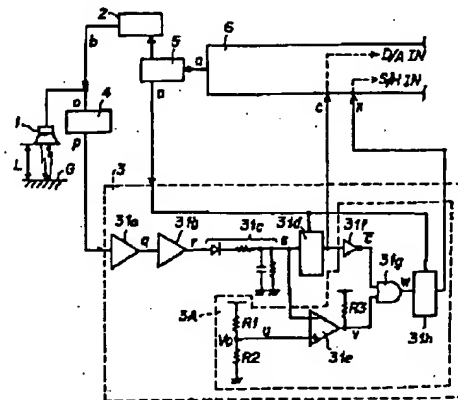 2
6
b
5
a
D/A IN
S/H IN
a
o
4
1
c
x
p
L
G
3
31a
31b
31c
31d
31f
q
r
s
c̄
31g
w
3A
R1
R3
Vo
u
31e
v
31h
R2